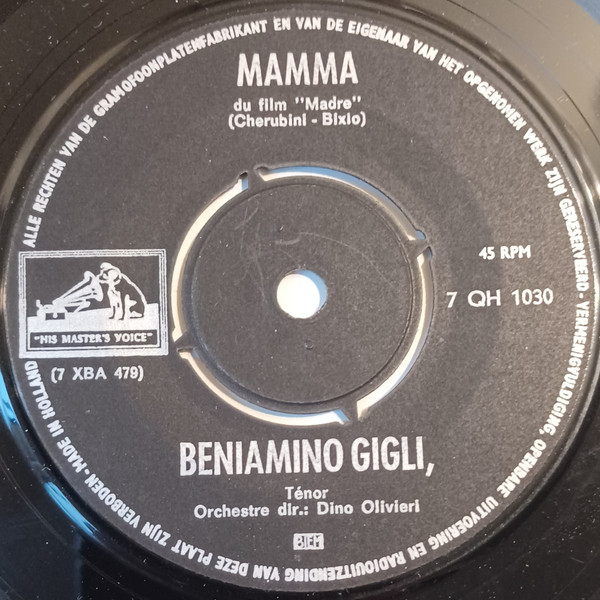 ALLE RECHTEN VAN DE GRAMOFOONPLATENFABRIKANT EN VAN DE EIGENAAR VAN HET OPGENOMEN WERK ZIJN GERESERVEERD - VERMENIGVULDIGING, OPENBARE UITVOERING EN RADIOUITZENDING VAN DEZE PLAAT ZIJN VERBODEN - MADE IN HOLLAND
MAMMA
du film "Madre"
(Cherubini - Bixio)
45 RPM
7 QH 1030
"HIS MASTER'S VOICE"
(7 XBA 479)
BENIAMINO GIGLI,
Ténor
Orchestre dir.: Dino Olivieri
BIEM